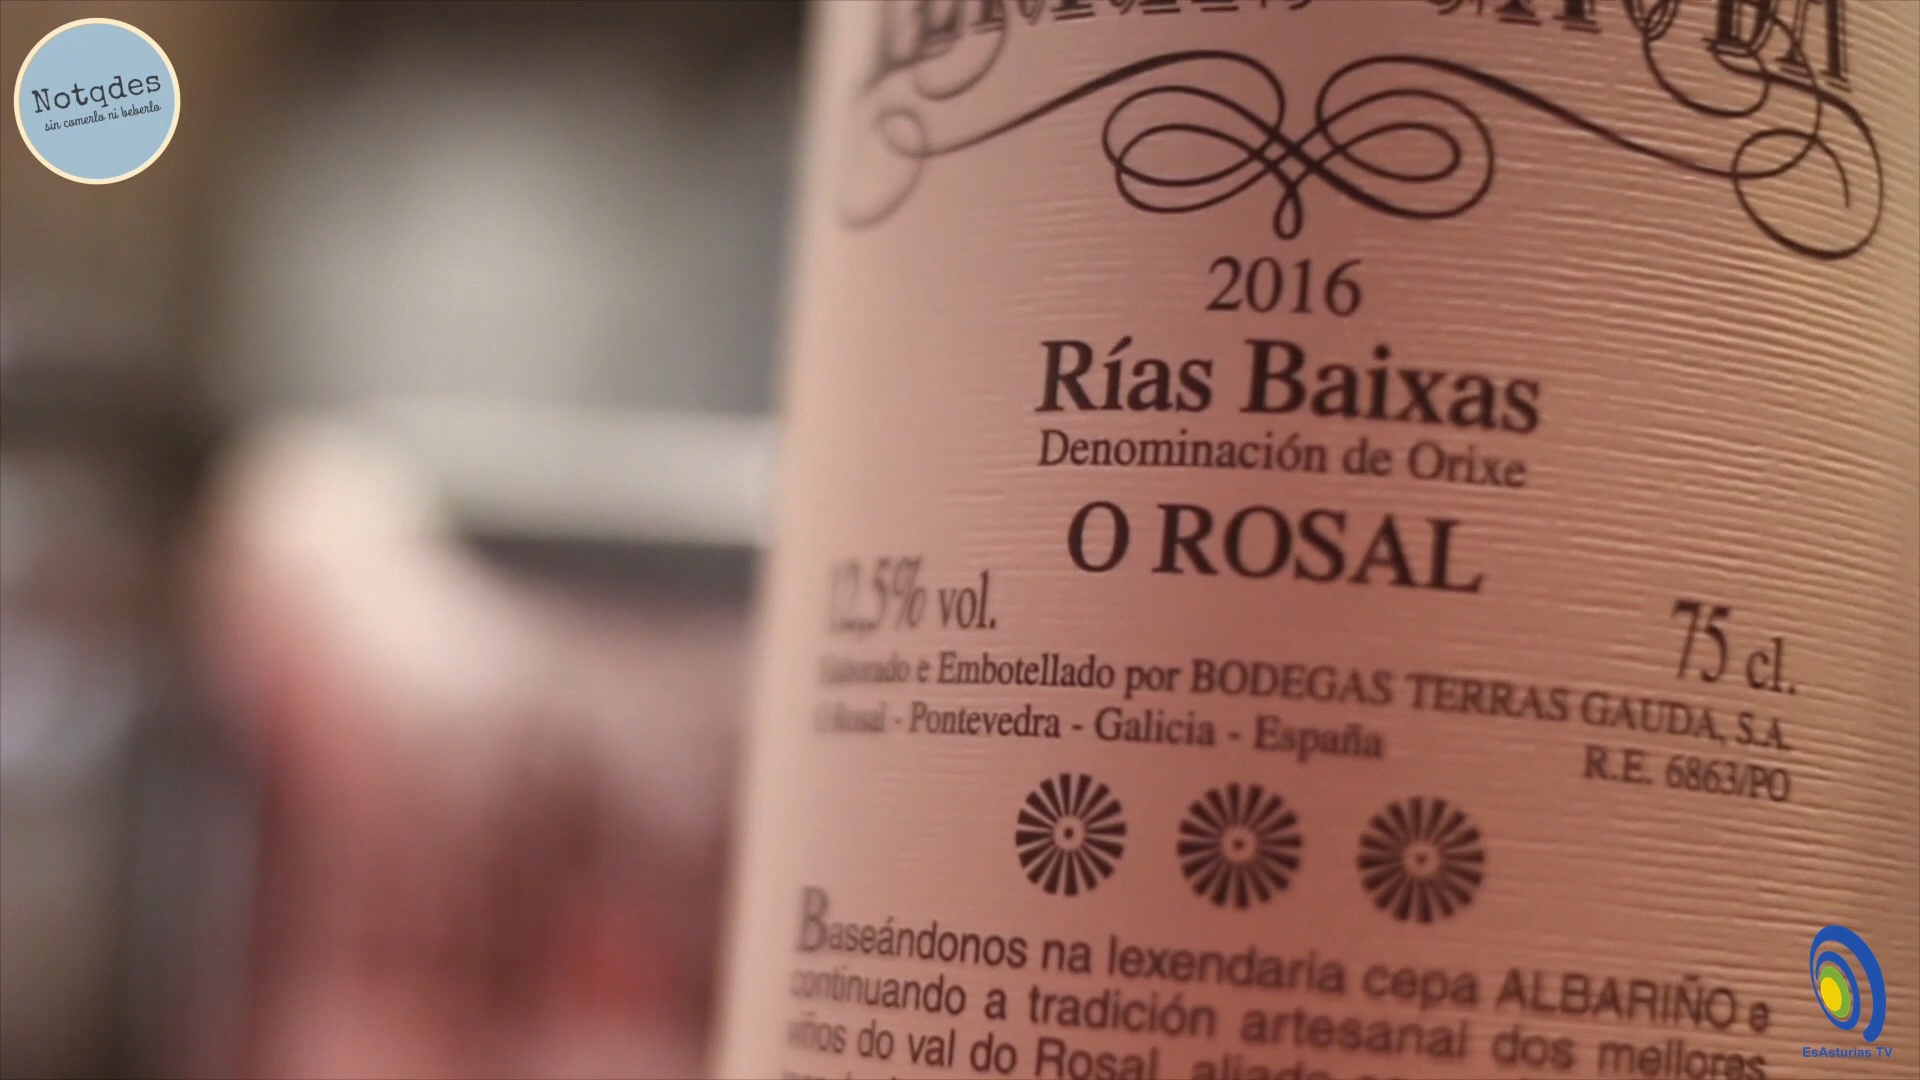 Notqdes
sin comerlo ni beberlo
2016
Rías Baixas
Denominación de Orixe
O ROSAL
12.5% vol.
75 cl.
Elaborado e Embotellado por BODEGAS TERRAS GAUDA, S.A.
O Rosal - Pontevedra - Galicia - España
R.E. 6863/PO
Baseándonos na lexendaria cepa ALBARIÑO e
continuando a tradición artesanal dos mellores
viños do val do Rosal
EsAsturias TV